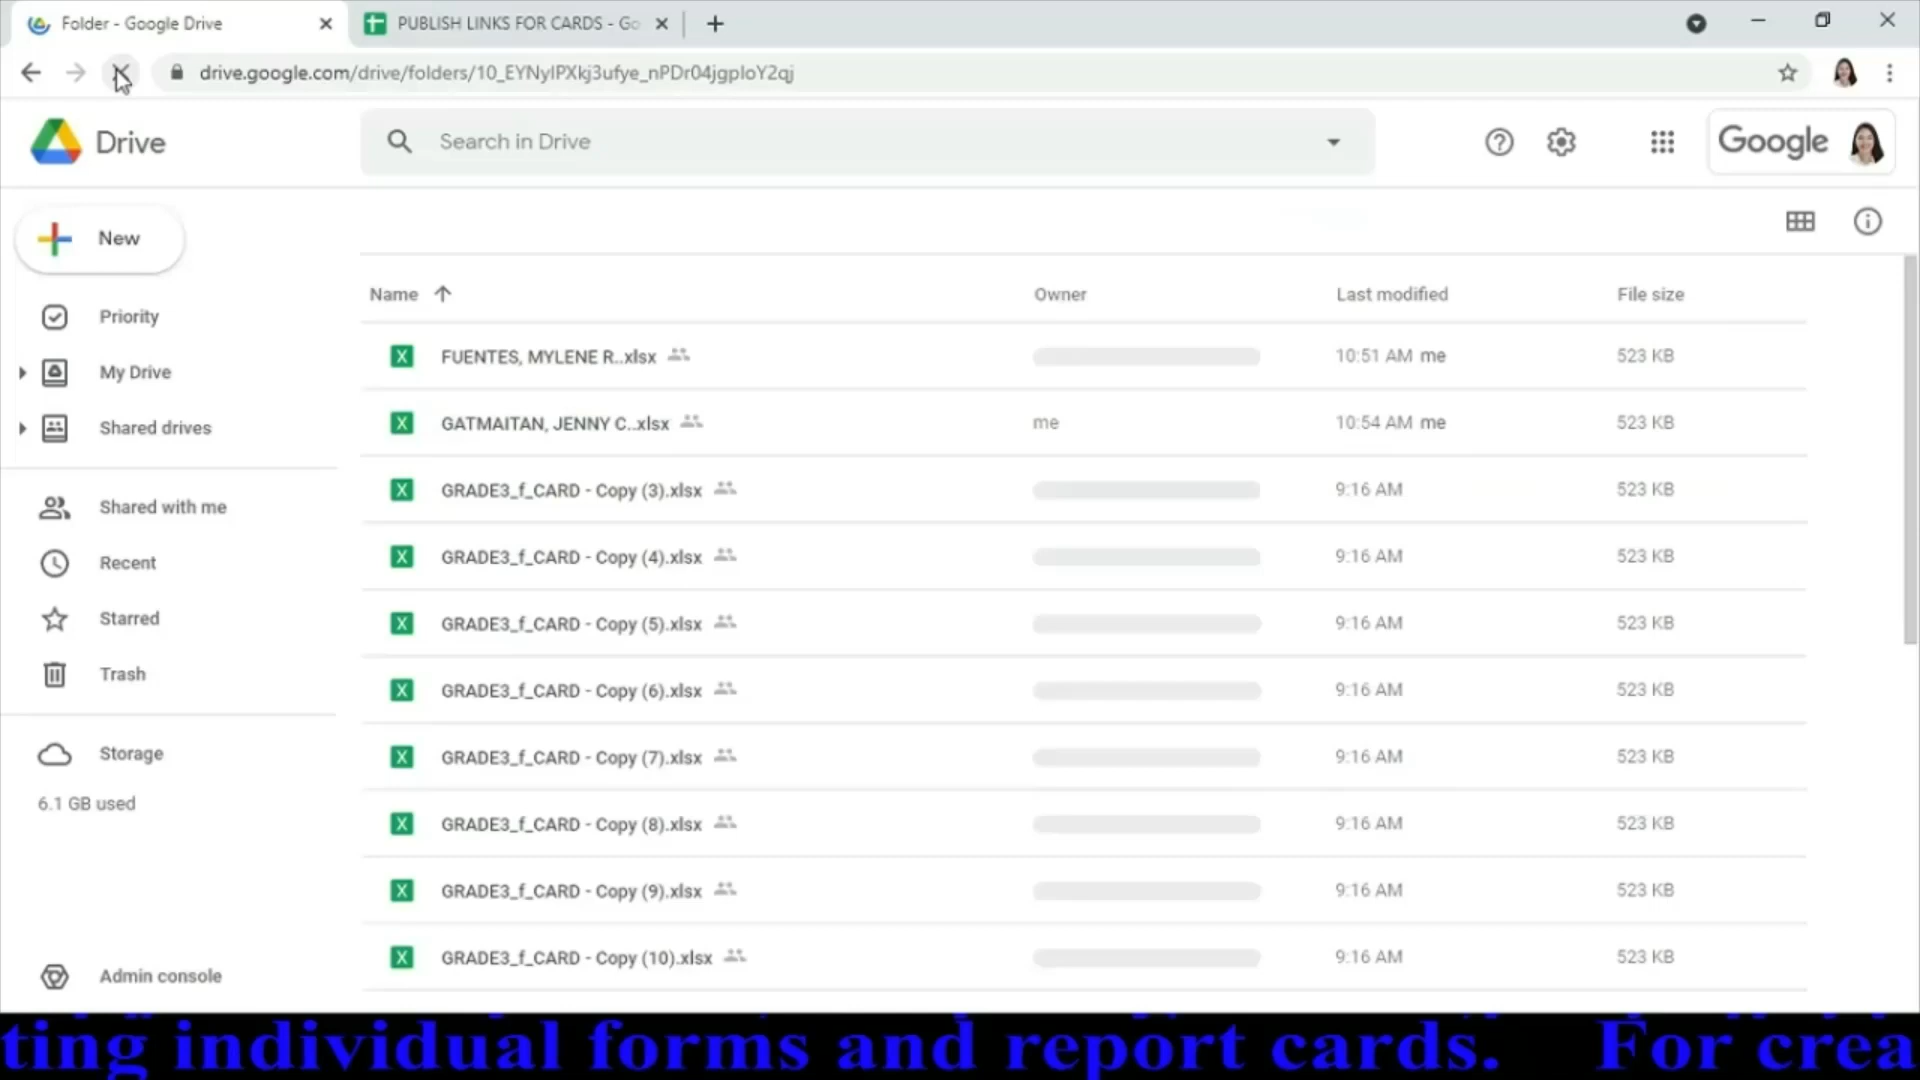 Folder - Google Drive
PUBLISH LINKS FOR CARDS - Go
drive.google.com/drive/folders/10_EYNyIPXkj3ufye_nPDr04jgpIoY2qj
Drive
Search in Drive
Google
New
Priority
My Drive
Shared drives
Shared with me
Recent
Starred
Trash
Storage
6.1 GB used
Admin console
Name Owner Last modified File size
FUENTES, MYLENE R..xlsx 10:51 AM me 523 KB
GATMAITAN, JENNY C..xlsx me 10:54 AM me 523 KB
GRADE3_f_CARD - Copy (3).xlsx 9:16 AM 523 KB
GRADE3_f_CARD - Copy (4).xlsx 9:16 AM 523 KB
GRADE3_f_CARD - Copy (5).xlsx 9:16 AM 523 KB
GRADE3_f_CARD - Copy (6).xlsx 9:16 AM 523 KB
GRADE3_f_CARD - Copy (7).xlsx 9:16 AM 523 KB
GRADE3_f_CARD - Copy (8).xlsx 9:16 AM 523 KB
GRADE3_f_CARD - Copy (9).xlsx 9:16 AM 523 KB
GRADE3_f_CARD - Copy (10).xlsx 9:16 AM 523 KB
ting individual forms and report cards. For crea